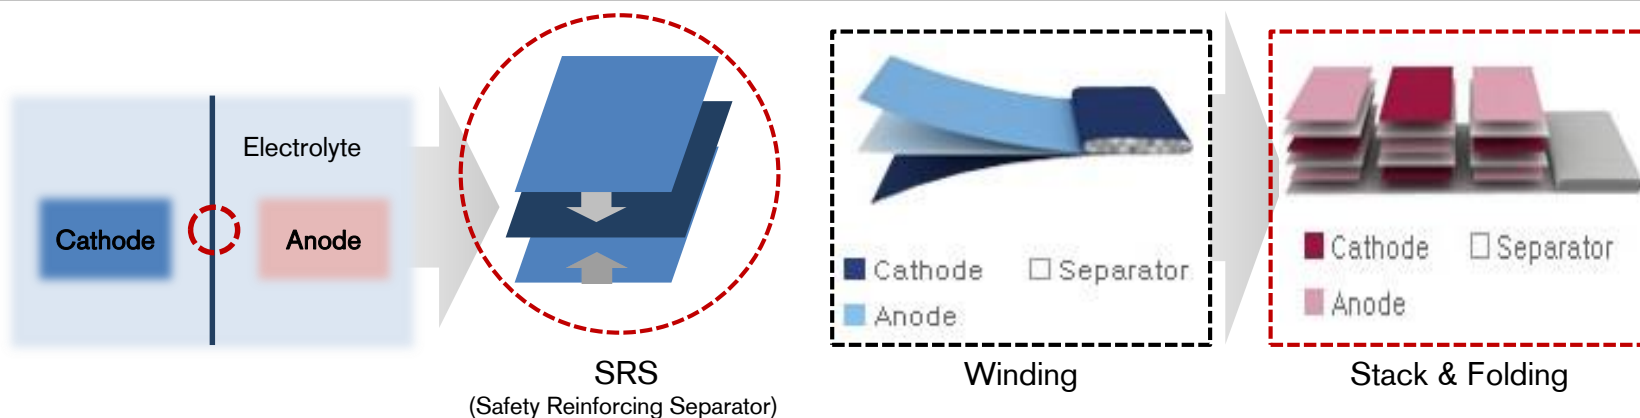 Electrolyte
Cathode
Anode
SRS
(Safety Reinforcing Separator)
Cathode
Separator
Anode
Winding
Cathode
Separator
Anode
Stack & Folding